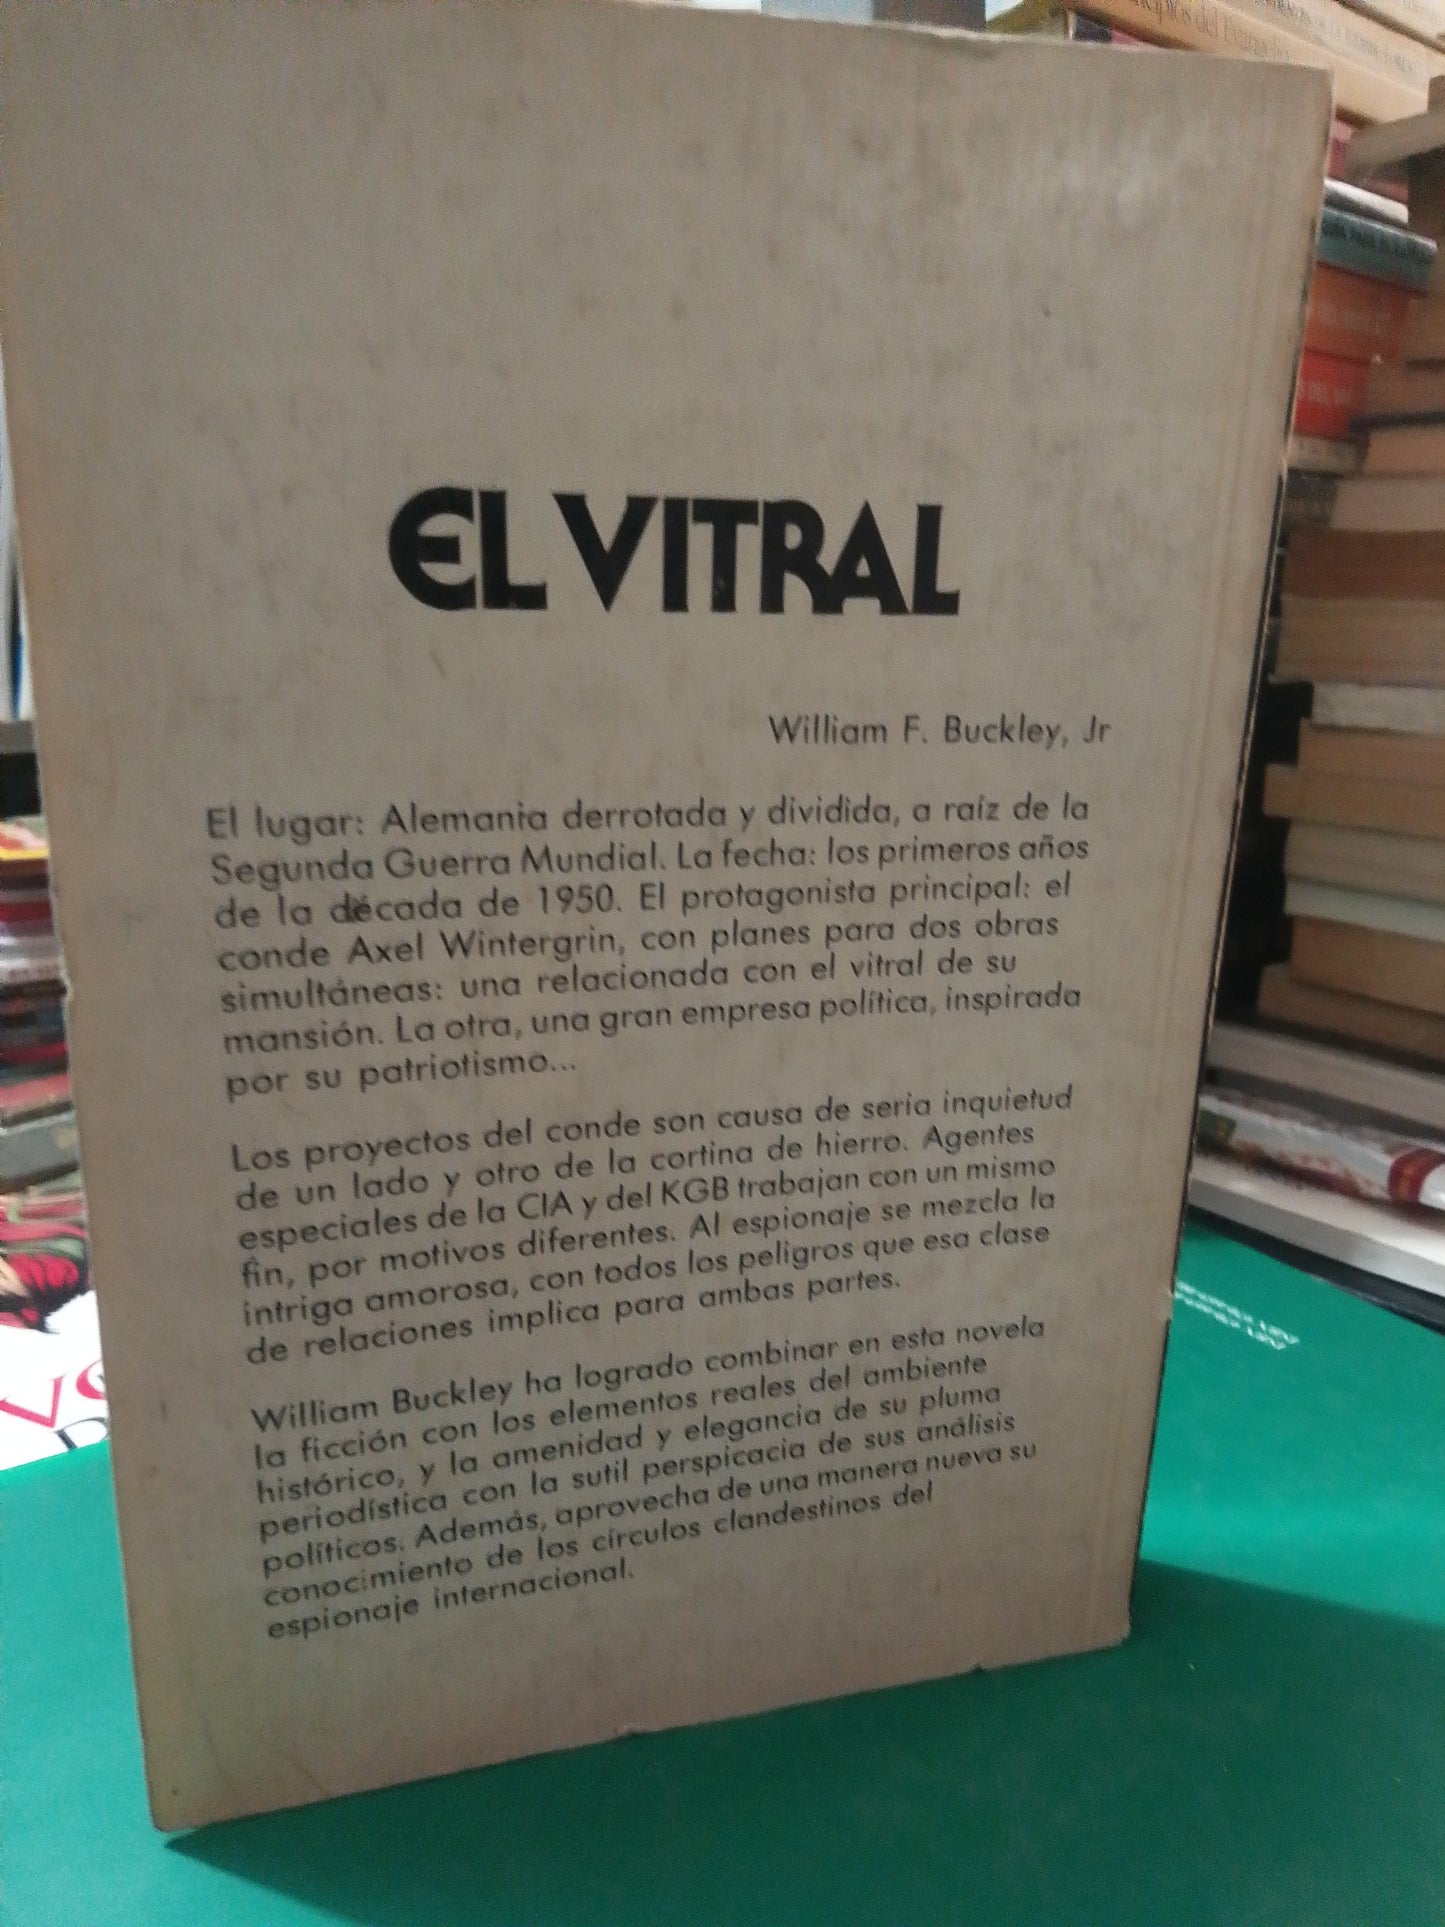 Principios del Evangelio
EL VITRAL
William F. Buckley, Jr
El lugar: Alemania derrotada y dividida, a raíz de la
Segunda Guerra Mundial. La fecha: los primeros años
de la década de 1950. El protagonista principal: el
conde Axel Wintergrin, con planes para dos obras
simultáneas: una relacionada con el vitral de su
mansión. La otra, una gran empresa política, inspirada
por su patriotismo...
Los proyectos del conde son causa de seria inquietud
de un lado y otro de la cortina de hierro. Agentes
especiales de la CIA y del KGB trabajan con un mismo
fin, por motivos diferentes. Al espionaje se mezcla la
intriga amorosa, con todos los peligros que esa clase
de relaciones implica para ambas partes.
William Buckley ha logrado combinar en esta novela
la ficción con los elementos reales del ambiente
histórico, y la amenidad y elegancia de su pluma
periodística con la sutil perspicacia de sus análisis
políticos. Además, aprovecha de una manera nueva su
conocimiento de los círculos clandestinos del
espionaje internacional.